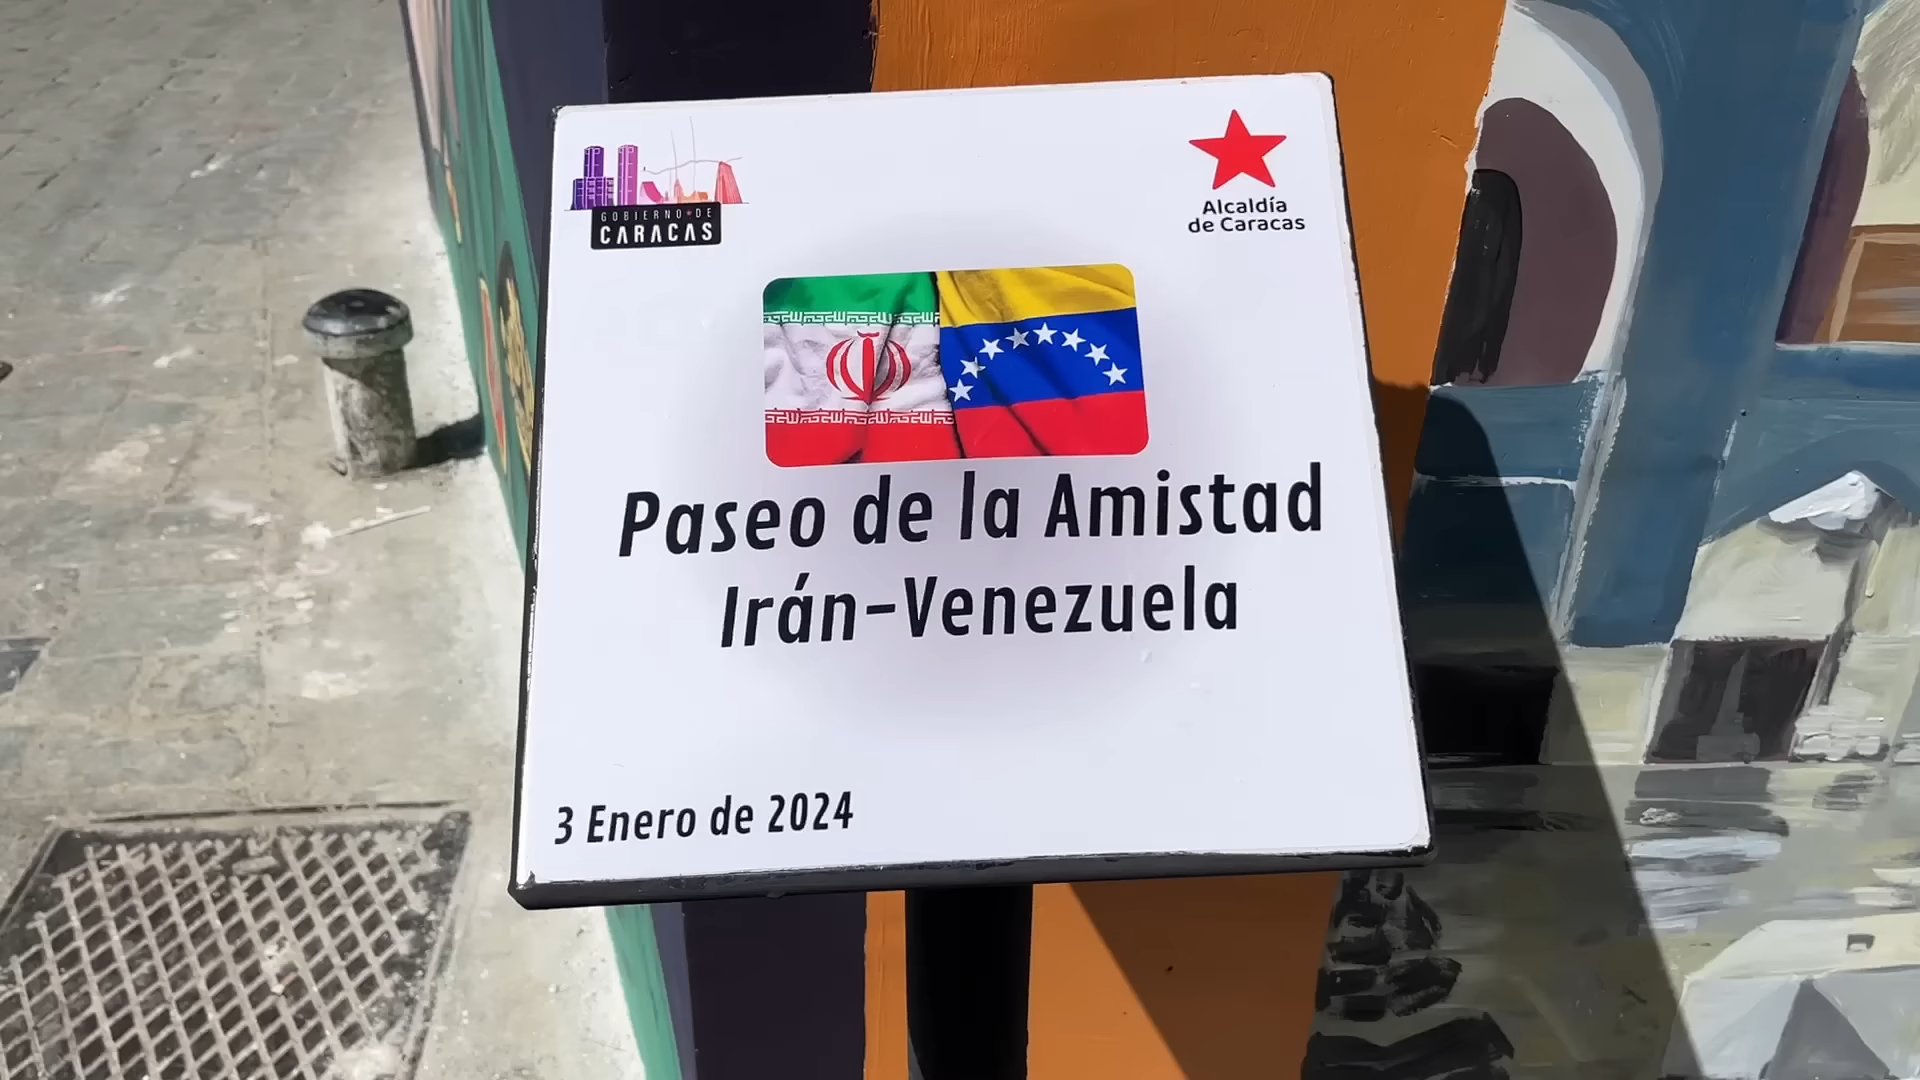 GOBIERNO DE
CARACAS
Alcaldía
de Caracas
Paseo de la Amistad
Irán-Venezuela
3 Enero de 2024